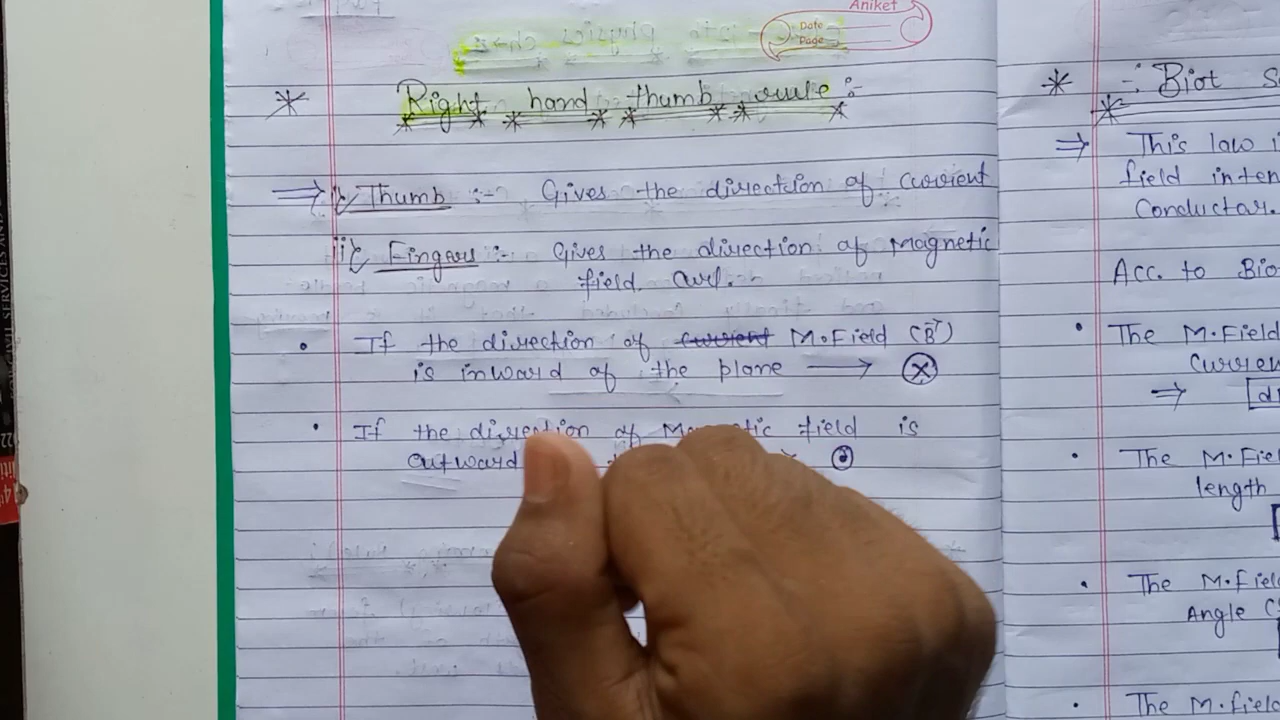 Aniket
Date
Page
* Right hand thumb rule :-
⇒ i) Thumb :- Gives the direction of current
ii) Fingers :- Gives the direction of Magnetic
field. Curl.
• If the direction of current M.Field (B⃗)
is inward of the plane → ⊗
• If the direction of field is
outward ⊙
* -: Biot S
⇒ This law i
field inten
Conductor.
Acc. to Bio
• The M.Field
Curren
⇒ d
• The M.Fiel
length
• The M.Fiel
Angle (
• The M.field